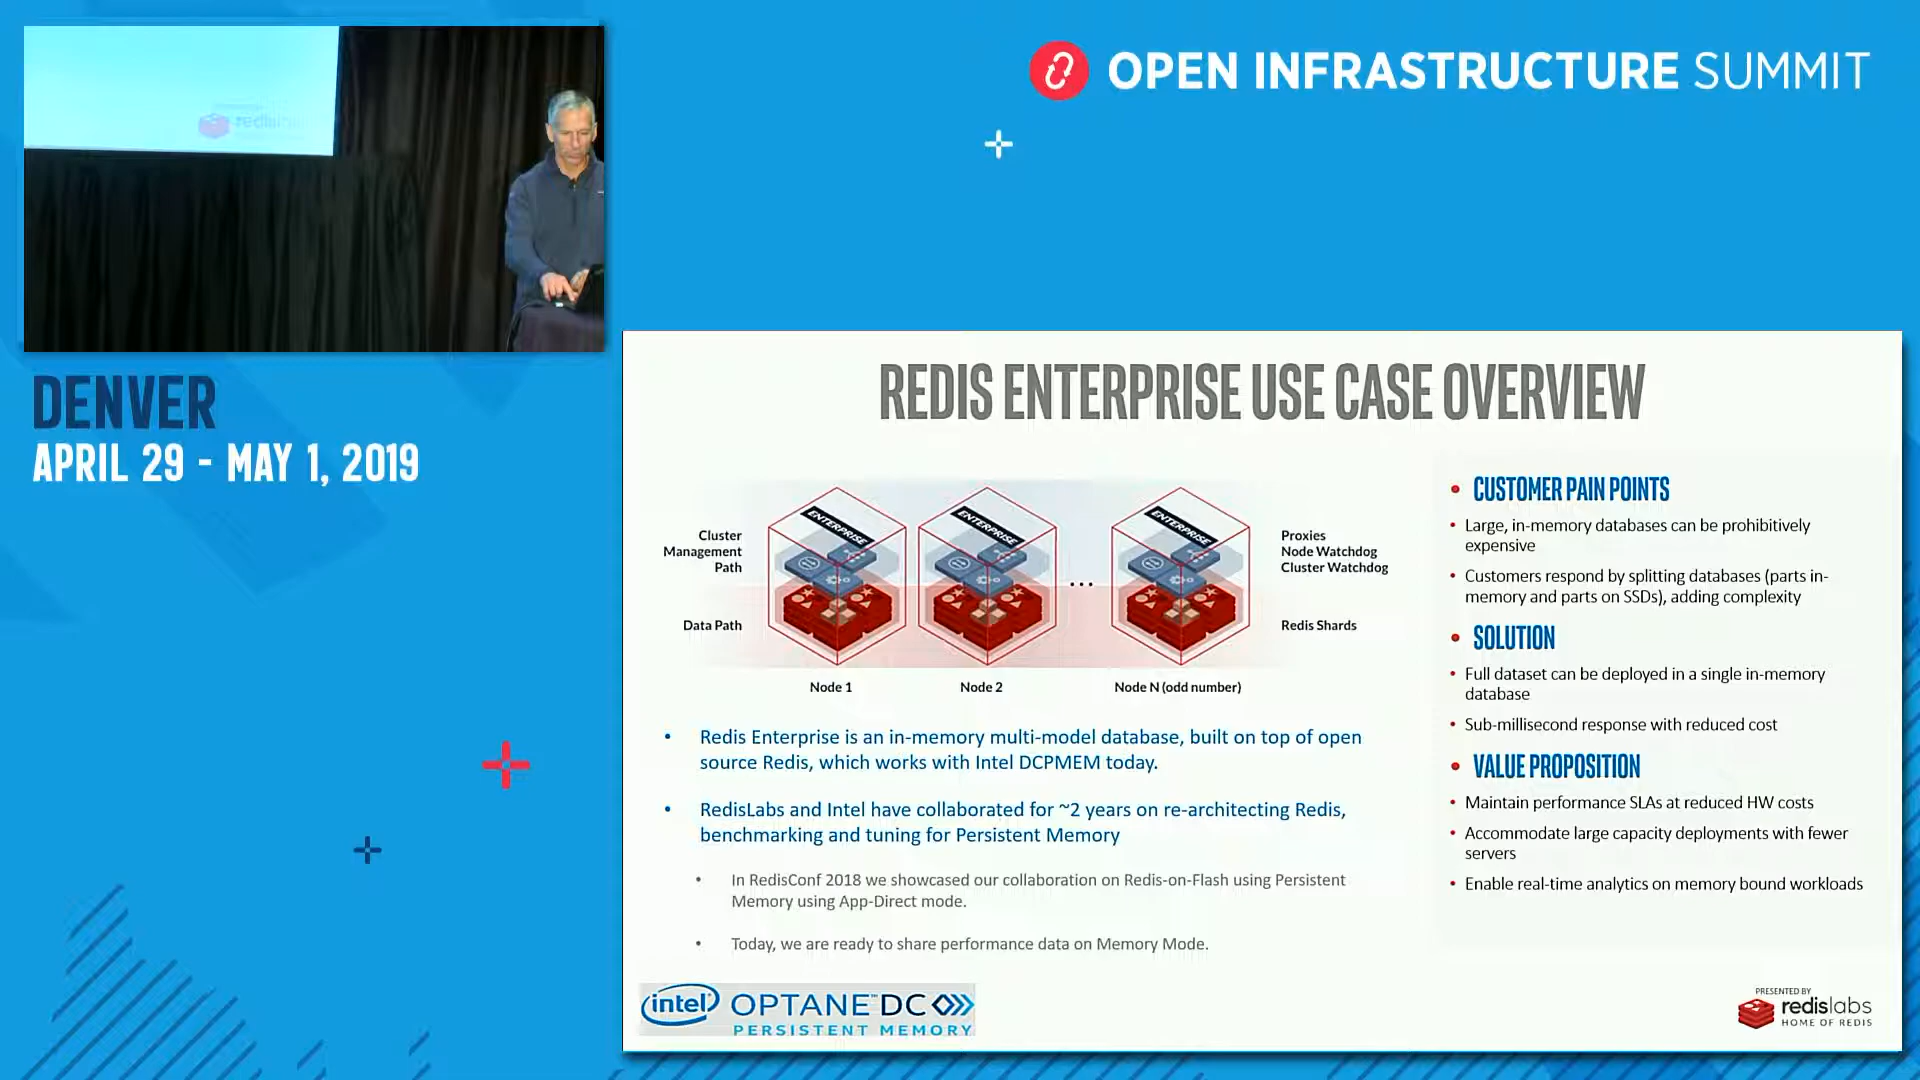 OPEN INFRASTRUCTURE SUMMIT
redislabs
DENVER
APRIL 29 - MAY 1, 2019
REDIS ENTERPRISE USE CASE OVERVIEW
Cluster
Management
Path
Data Path
ENTERPRISE
ENTERPRISE
...
ENTERPRISE
Proxies
Node Watchdog
Cluster Watchdog
Redis Shards
Node 1
Node 2
Node N (odd number)
• Redis Enterprise is an in-memory multi-model database, built on top of open
source Redis, which works with Intel DCPMEM today.
• RedisLabs and Intel have collaborated for ~2 years on re-architecting Redis,
benchmarking and tuning for Persistent Memory
• In RedisConf 2018 we showcased our collaboration on Redis-on-Flash using Persistent
Memory using App-Direct mode.
• Today, we are ready to share performance data on Memory Mode.
• CUSTOMER PAIN POINTS
• Large, in-memory databases can be prohibitively
expensive
• Customers respond by splitting databases (parts in-
memory and parts on SSDs), adding complexity
• SOLUTION
• Full dataset can be deployed in a single in-memory
database
• Sub-millisecond response with reduced cost
• VALUE PROPOSITION
• Maintain performance SLAs at reduced HW costs
• Accommodate large capacity deployments with fewer
servers
• Enable real-time analytics on memory bound workloads
intel OPTANE™ DC
PERSISTENT MEMORY
PRESENTED BY
redislabs
HOME OF REDIS